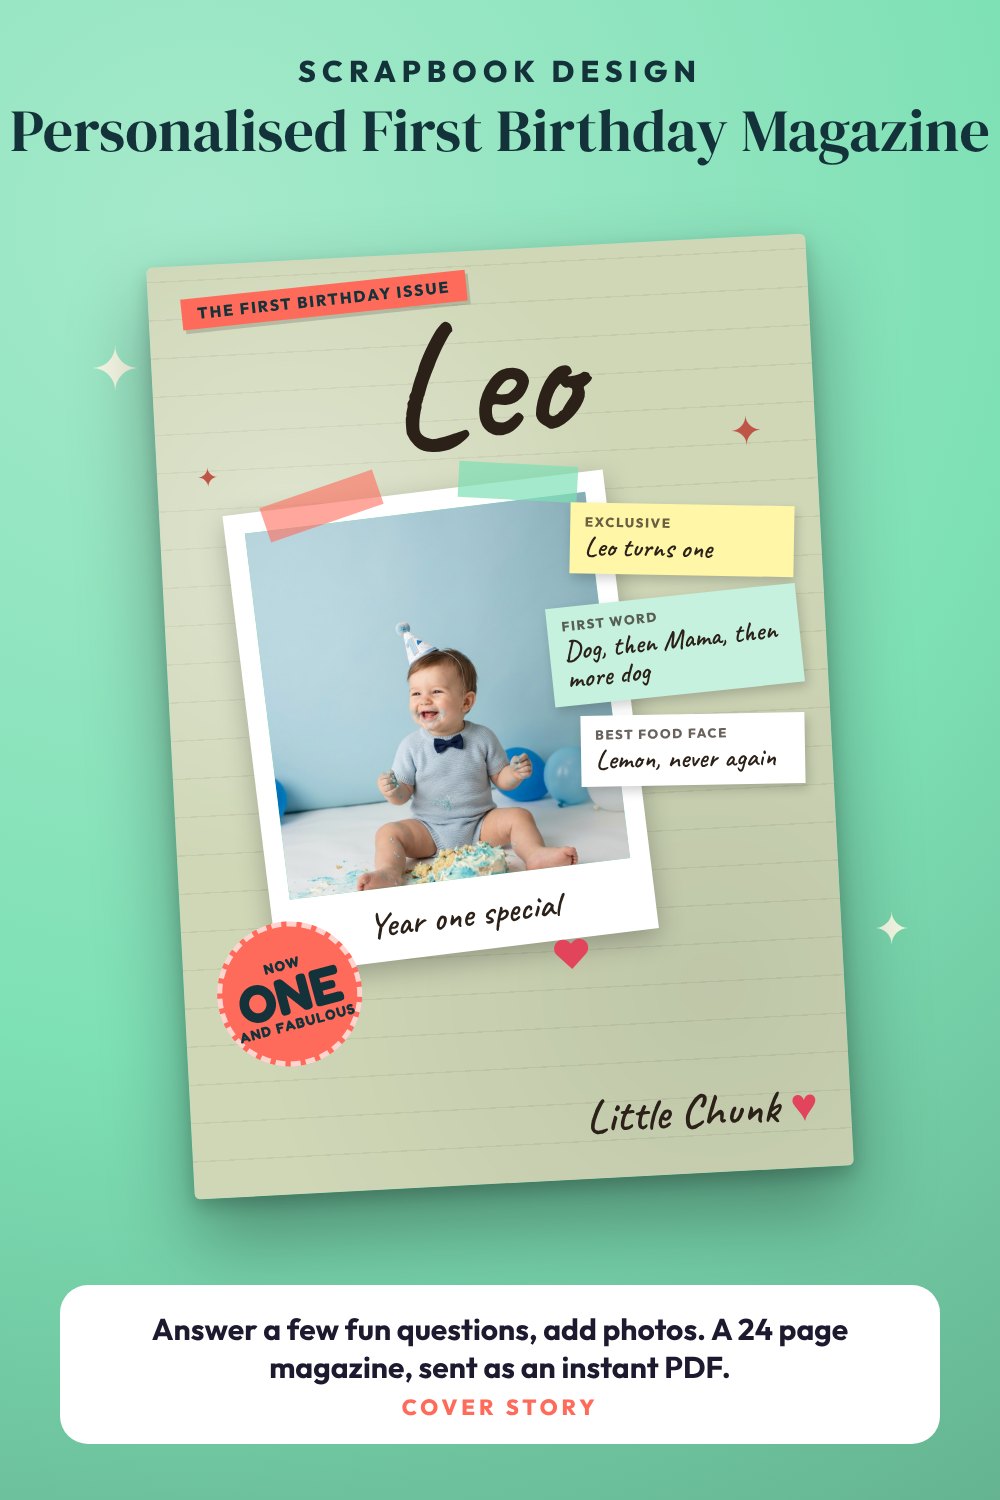 SCRAPBOOK DESIGN
Personalised First Birthday Magazine
THE FIRST BIRTHDAY ISSUE
Leo
EXCLUSIVE
Leo turns one
FIRST WORD
Dog, then Mama, then
more dog
BEST FOOD FACE
Lemon, never again
Year one special
NOW
ONE
AND FABULOUS
Little Chunk
Answer a few fun questions, add photos. A 24 page
magazine, sent as an instant PDF.
COVER STORY